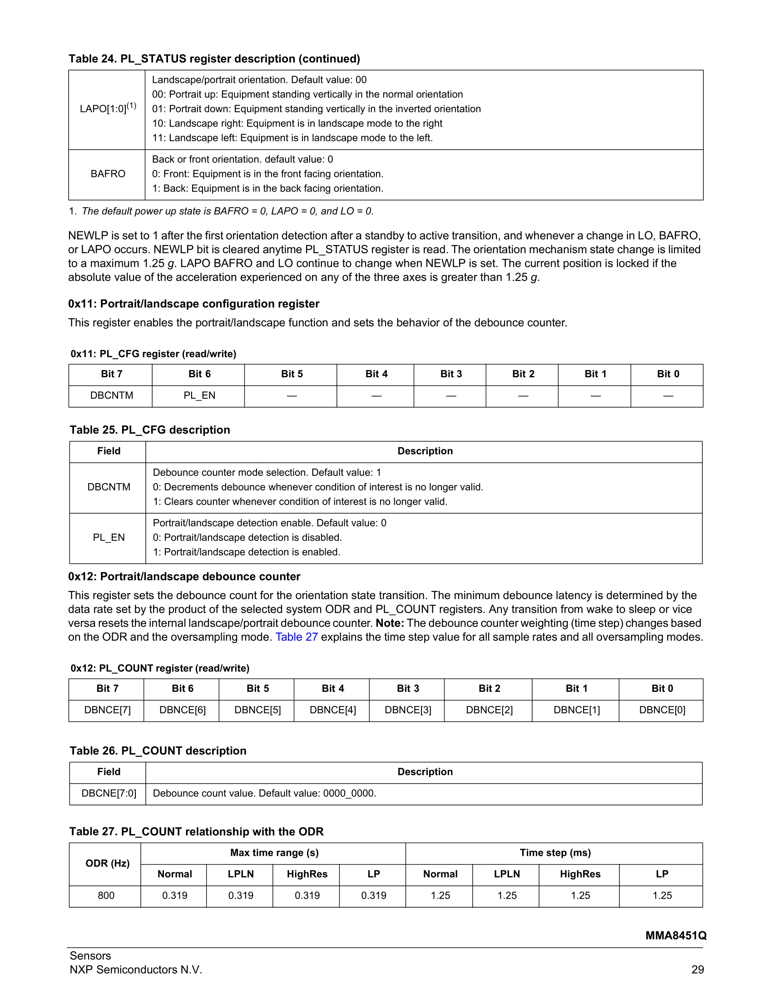 Table 24. PL_STATUS register description (continued)
LAPO[1:0](1)
Landscape/portrait orientation. Default value: 00
00: Portrait up: Equipment standing vertically in the normal orientation
01: Portrait down: Equipment standing vertically in the inverted orientation
10: Landscape right: Equipment is in landscape mode to the right
11: Landscape left: Equipment is in landscape mode to the left.
BAFRO
Back or front orientation. default value: 0
0: Front: Equipment is in the front facing orientation.
1: Back: Equipment is in the back facing orientation.
1. The default power up state is BAFRO = 0, LAPO = 0, and LO = 0.
NEWLP is set to 1 after the first orientation detection after a standby to active transition, and whenever a change in LO, BAFRO,
or LAPO occurs. NEWLP bit is cleared anytime PL_STATUS register is read. The orientation mechanism state change is limited
to a maximum 1.25 g. LAPO BAFRO and LO continue to change when NEWLP is set. The current position is locked if the
absolute value of the acceleration experienced on any of the three axes is greater than 1.25 g.
0x11: Portrait/landscape configuration register
This register enables the portrait/landscape function and sets the behavior of the debounce counter.
0x11: PL_CFG register (read/write)
Bit 7 Bit 6 Bit 5 Bit 4 Bit 3 Bit 2 Bit 1 Bit 0
DBCNTM PL_EN — — — — — —
Table 25. PL_CFG description
Field Description
DBCNTM
Debounce counter mode selection. Default value: 1
0: Decrements debounce whenever condition of interest is no longer valid.
1: Clears counter whenever condition of interest is no longer valid.
PL_EN
Portrait/landscape detection enable. Default value: 0
0: Portrait/landscape detection is disabled.
1: Portrait/landscape detection is enabled.
0x12: Portrait/landscape debounce counter
This register sets the debounce count for the orientation state transition. The minimum debounce latency is determined by the
data rate set by the product of the selected system ODR and PL_COUNT registers. Any transition from wake to sleep or vice
versa resets the internal landscape/portrait debounce counter. Note: The debounce counter weighting (time step) changes based
on the ODR and the oversampling mode. Table 27 explains the time step value for all sample rates and all oversampling modes.
0x12: PL_COUNT register (read/write)
Bit 7 Bit 6 Bit 5 Bit 4 Bit 3 Bit 2 Bit 1 Bit 0
DBNCE[7] DBNCE[6] DBNCE[5] DBNCE[4] DBNCE[3] DBNCE[2] DBNCE[1] DBNCE[0]
Table 26. PL_COUNT description
Field Description
DBCNE[7:0] Debounce count value. Default value: 0000_0000.
Table 27. PL_COUNT relationship with the ODR
ODR (Hz) Max time range (s) Time step (ms)
Normal LPLN HighRes LP Normal LPLN HighRes LP
800 0.319 0.319 0.319 0.319 1.25 1.25 1.25 1.25
MMA8451Q
Sensors
NXP Semiconductors N.V. 29